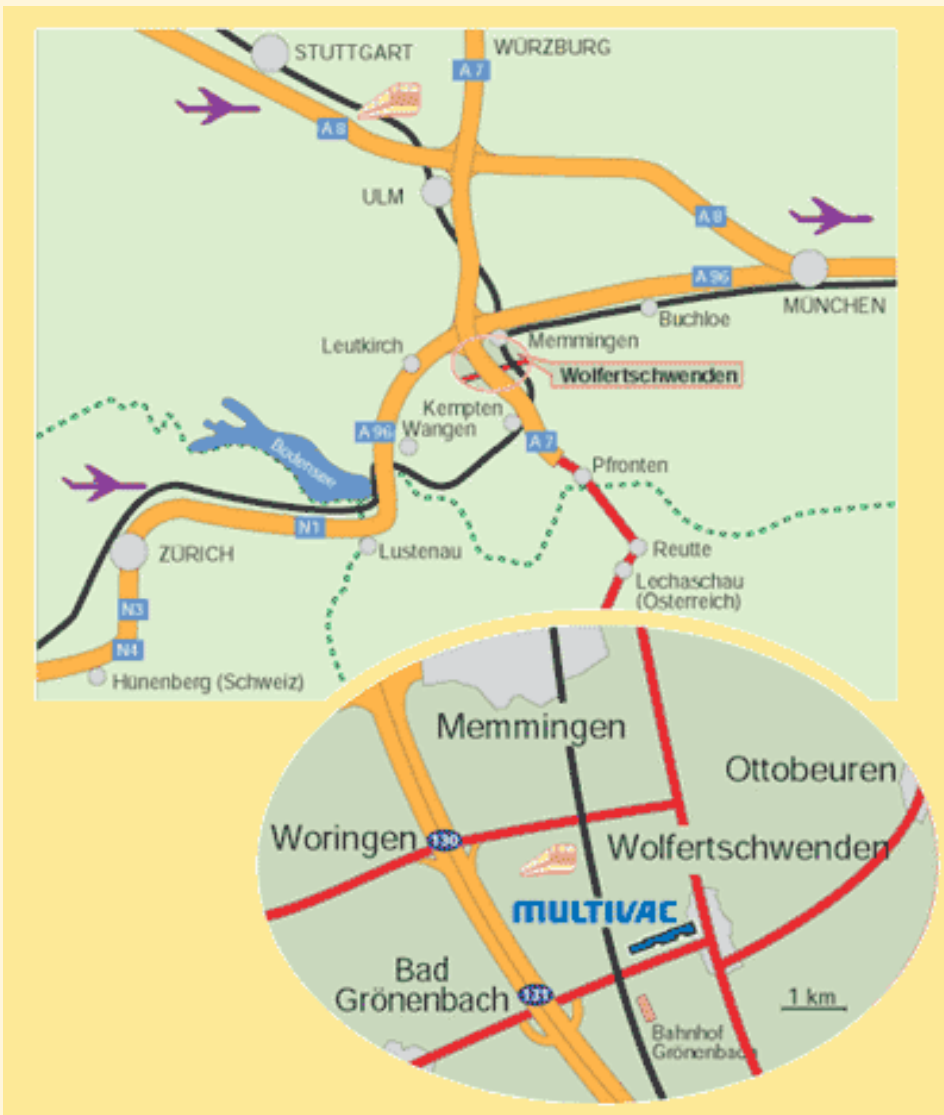 STUTTGART
WÜRZBURG
A 7
A 8
ULM
A 8
A 96
MÜNCHEN
Buchloe
Memmingen
Leutkirch
Wolfertschwenden
Kempten
A 96
Wangen
A 7
Bodensee
Pfronten
N1
ZÜRICH
Lustenau
Reutte
Lechaschau
(Österreich)
N3
N4
Hünenberg (Schweiz)
Memmingen
Ottobeuren
Woringen
130
Wolfertschwenden
MULTIVAC
Bad
Grönenbach
131
1 km
Bahnhof
Grönenbach